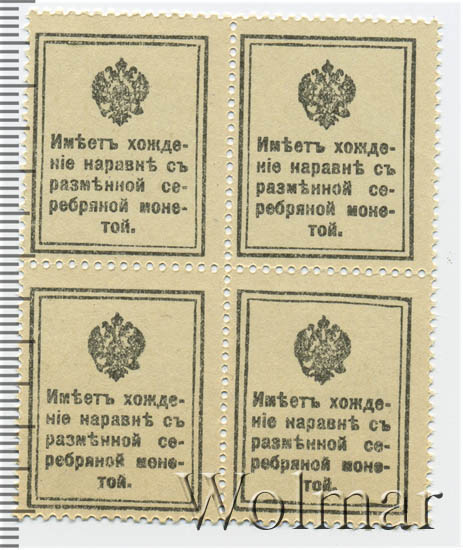 Имѣетъ хожде-
ніе наравнѣ съ
размѣнной се-
ребряной моне-
той.
Имѣетъ хожде-
ніе наравнѣ съ
размѣнной се-
ребряной моне-
той.
Имѣетъ хожде-
ніе наравнѣ съ
размѣнной се-
ребряной моне-
той.
Имѣетъ хожде-
ніе наравнѣ съ
размѣнной се-
ребряной моне-
той.
Wolmar